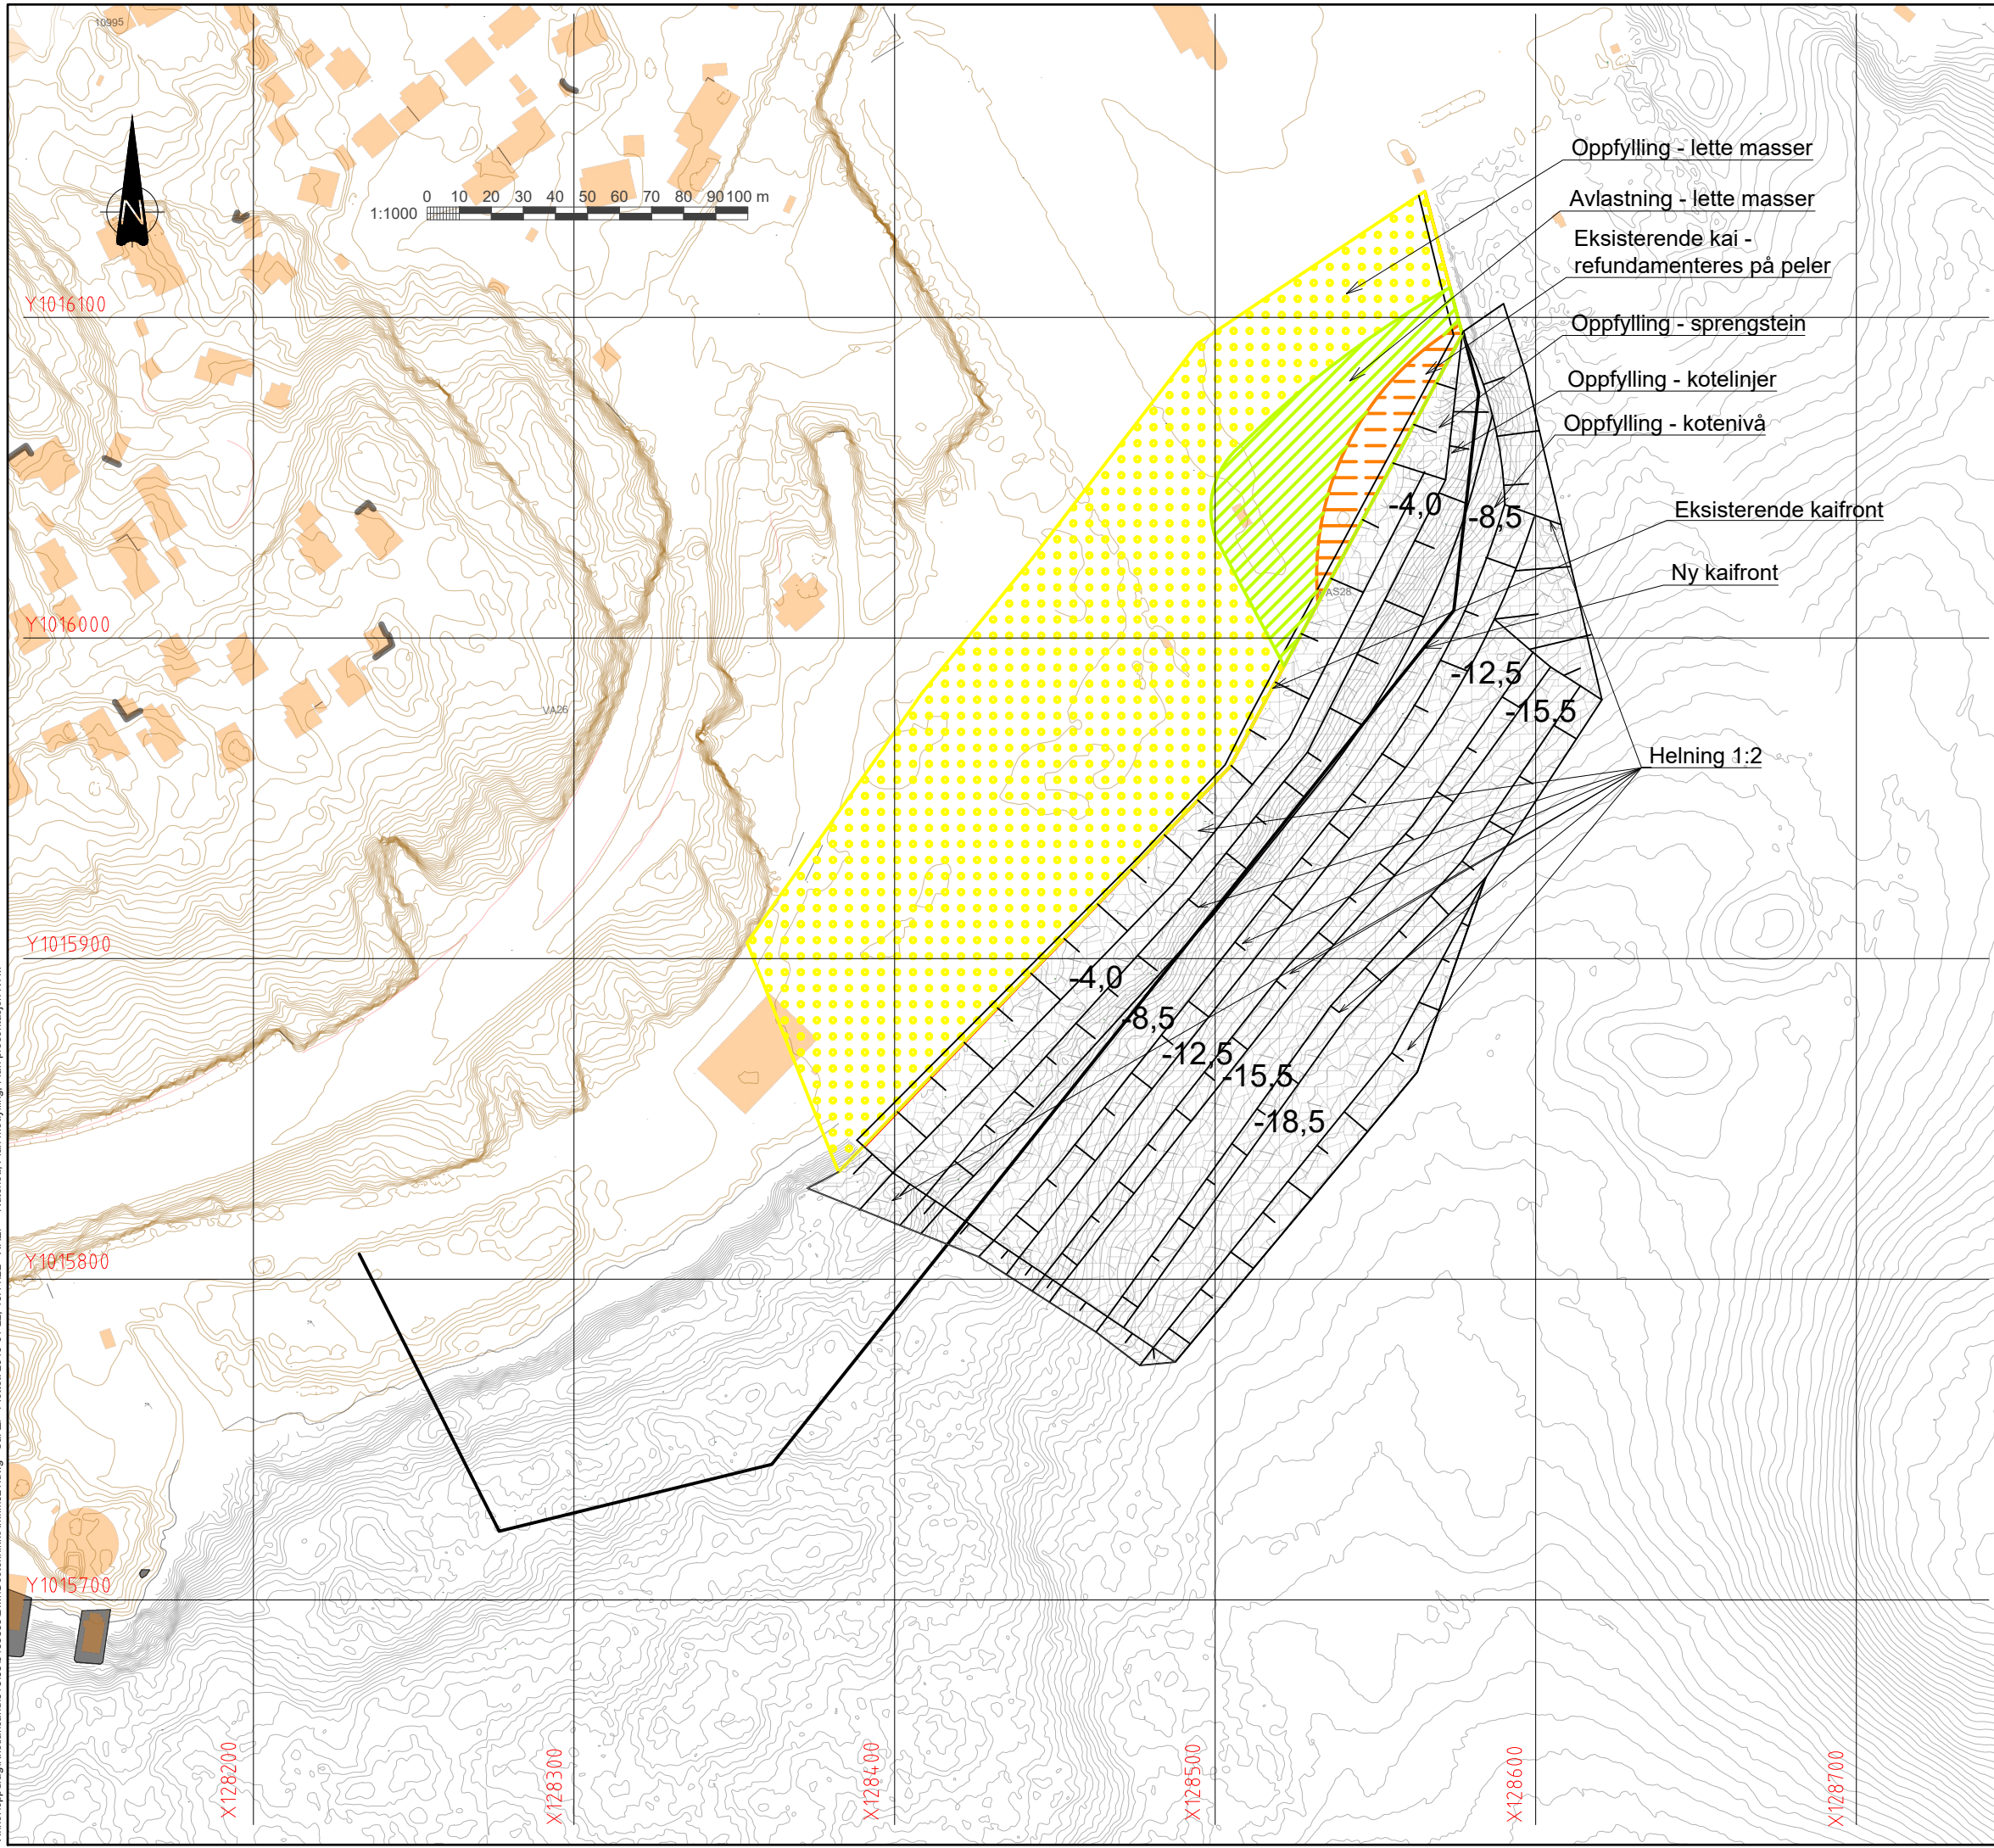 10995
Oppfylling - lette masser
Avlastning - lette masser
Eksisterende kai -
refundamenteres på peler
Oppfylling - sprengstein
Oppfylling - kotelinjer
Oppfylling - kotenivå
Eksisterende kaifront
Ny kaifront
Helning 1:2
N
1:1000
0 10 20 30 40 50 60 70 80 90 100 m
Y1016100
Y1016000
Y1015900
Y1015800
Y1015700
VA26
AS28
-4,0
-8,5
-12,5
-15,5
-4,0
-8,5
-12,5
-15,5
-18,5
X128200
X128300
X128400
X128500
X128600
X128700